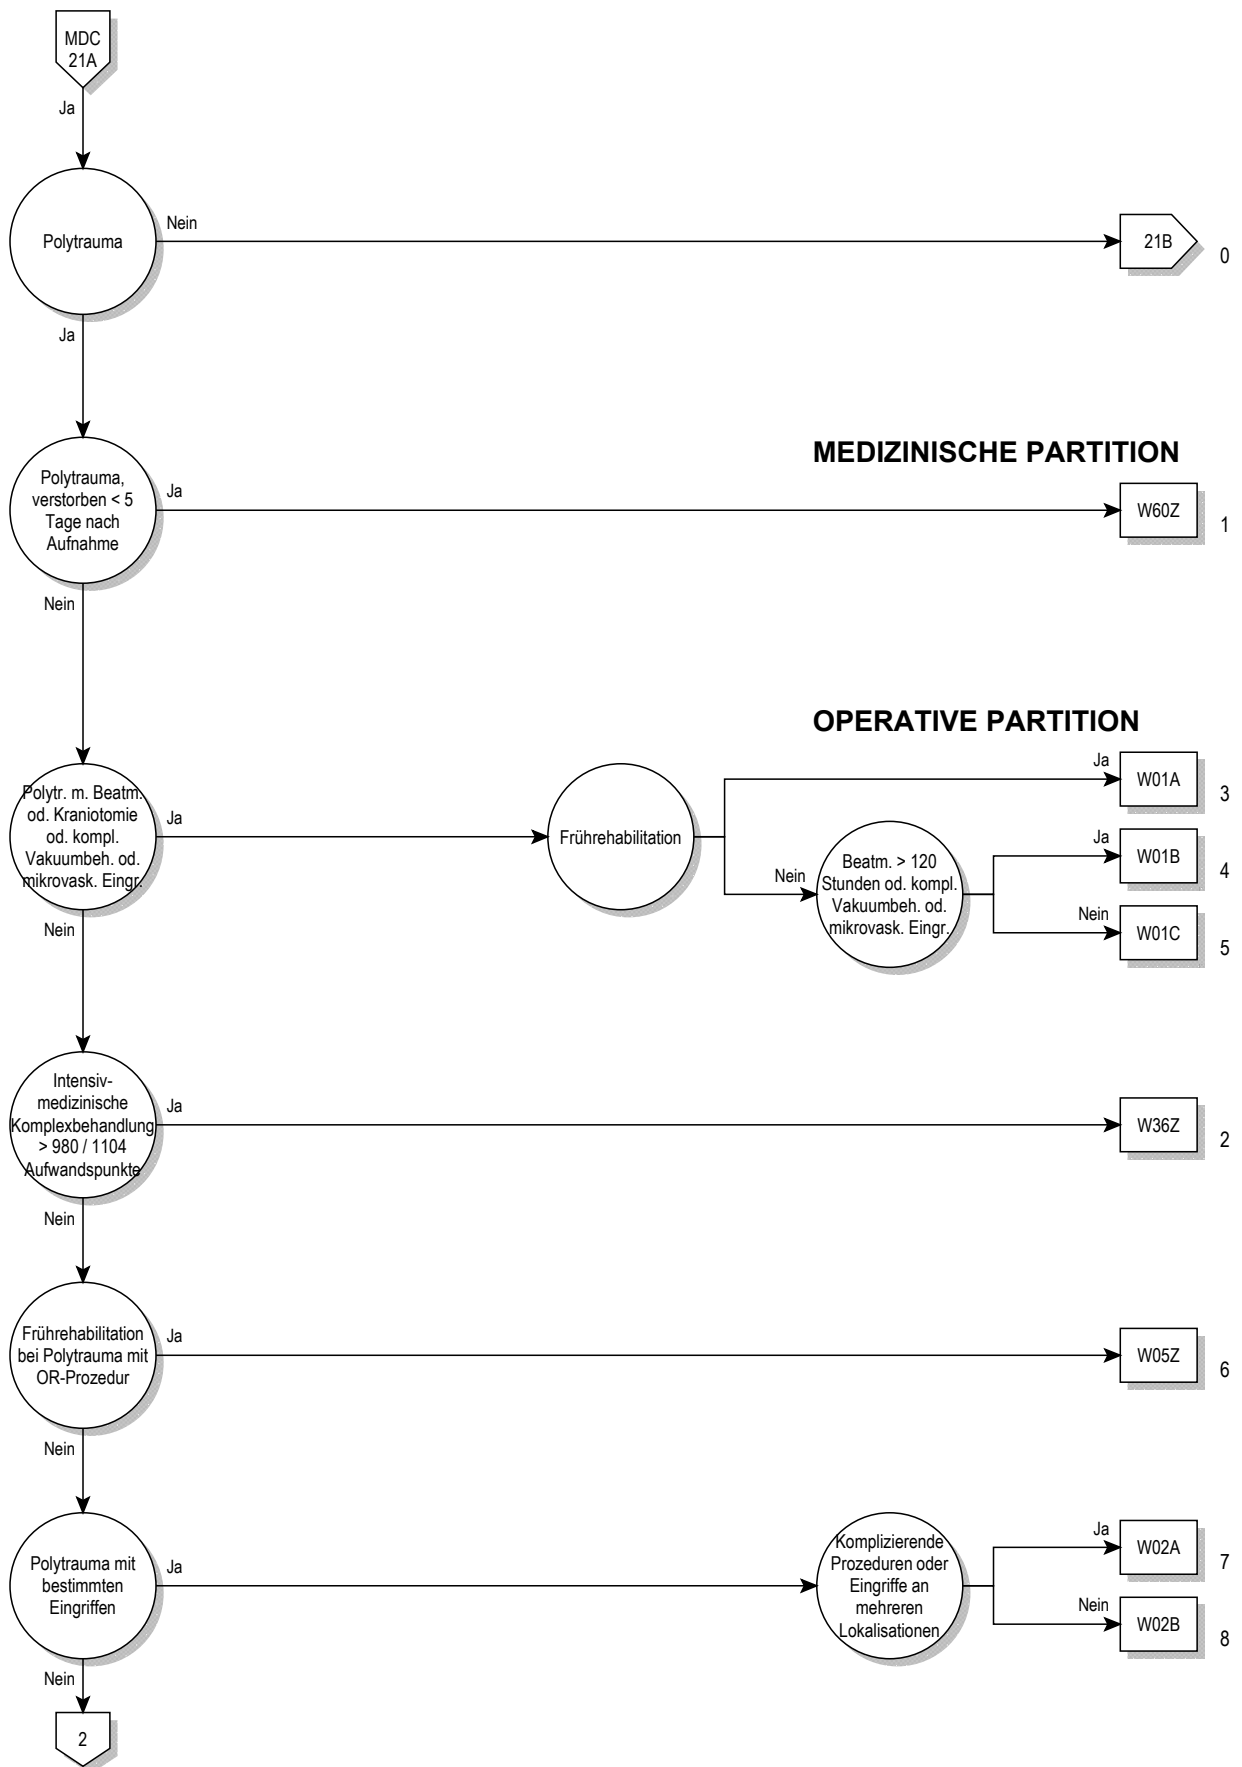 MDC
21A
Ja
Polytrauma
Nein
21B
0
Ja
MEDIZINISCHE PARTITION
Polytrauma,
verstorben < 5
Tage nach
Aufnahme
Ja
W60Z
1
Nein
OPERATIVE PARTITION
Polytr. m. Beatm.
od. Kraniotomie
od. kompl.
Vakuumbeh. od.
mikrovask. Eingr.
Ja
Frührehabilitation
Ja
W01A
3
Nein
Beatm. > 120
Stunden od. kompl.
Vakuumbeh. od.
mikrovask. Eingr.
Ja
W01B
4
Nein
W01C
5
Nein
Intensiv-
medizinische
Komplexbehandlung
> 980 / 1104
Aufwandspunkte
Ja
W36Z
2
Nein
Frührehabilitation
bei Polytrauma mit
OR-Prozedur
Ja
W05Z
6
Nein
Polytrauma mit
bestimmten
Eingriffen
Ja
Komplizierende
Prozeduren oder
Eingriffe an
mehreren
Lokalisationen
Ja
W02A
7
Nein
W02B
8
Nein
2